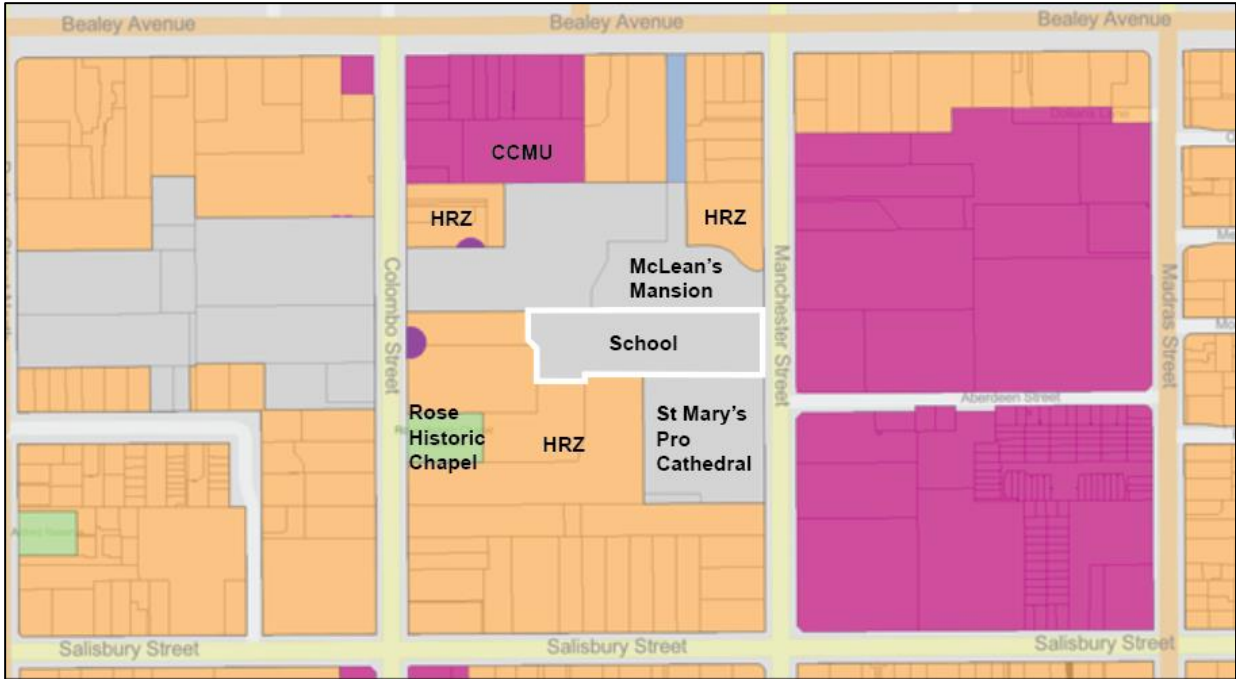 Bealey Avenue
Bealey Avenue
Bealey Avenue
CCMU
HRZ
HRZ
McLean's
Mansion
Colombo Street
Manchester Street
Madras Street
School
Aberdeen Street
Rose
Historic
Chapel
HRZ
St Mary's
Pro
Cathedral
Salisbury Street
Salisbury Street
Salisbury Street